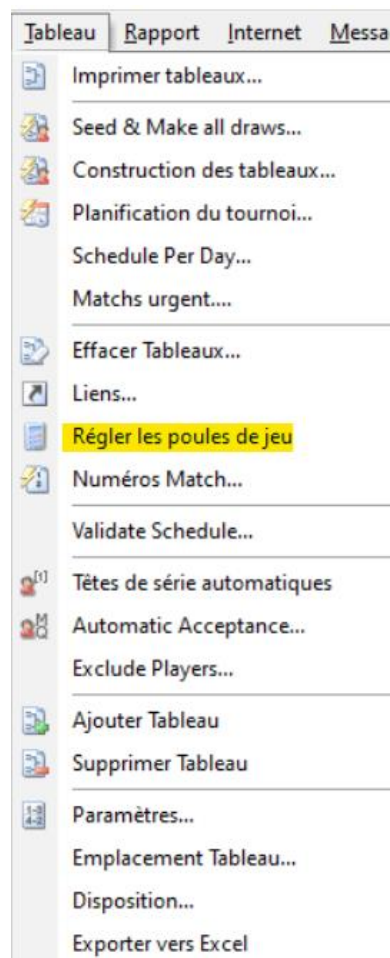 Tableau Rapport Internet Messa
Imprimer tableaux...
Seed & Make all draws...
Construction des tableaux...
Planification du tournoi...
Schedule Per Day...
Matchs urgent....
Effacer Tableaux...
Liens...
Régler les poules de jeu
Numéros Match...
Validate Schedule...
Têtes de série automatiques
Automatic Acceptance...
Exclude Players...
Ajouter Tableau
Supprimer Tableau
Paramètres...
Emplacement Tableau...
Disposition...
Exporter vers Excel